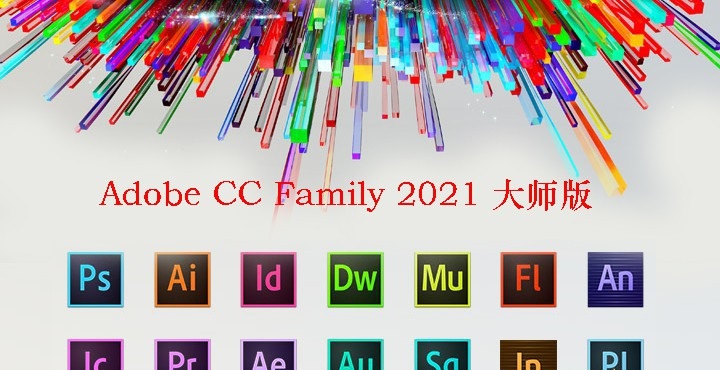 Adobe CC Family 2021 大师版
Ps Ai Id Dw Mu Fl An
Ic Pr Ae Au Sg In Pl